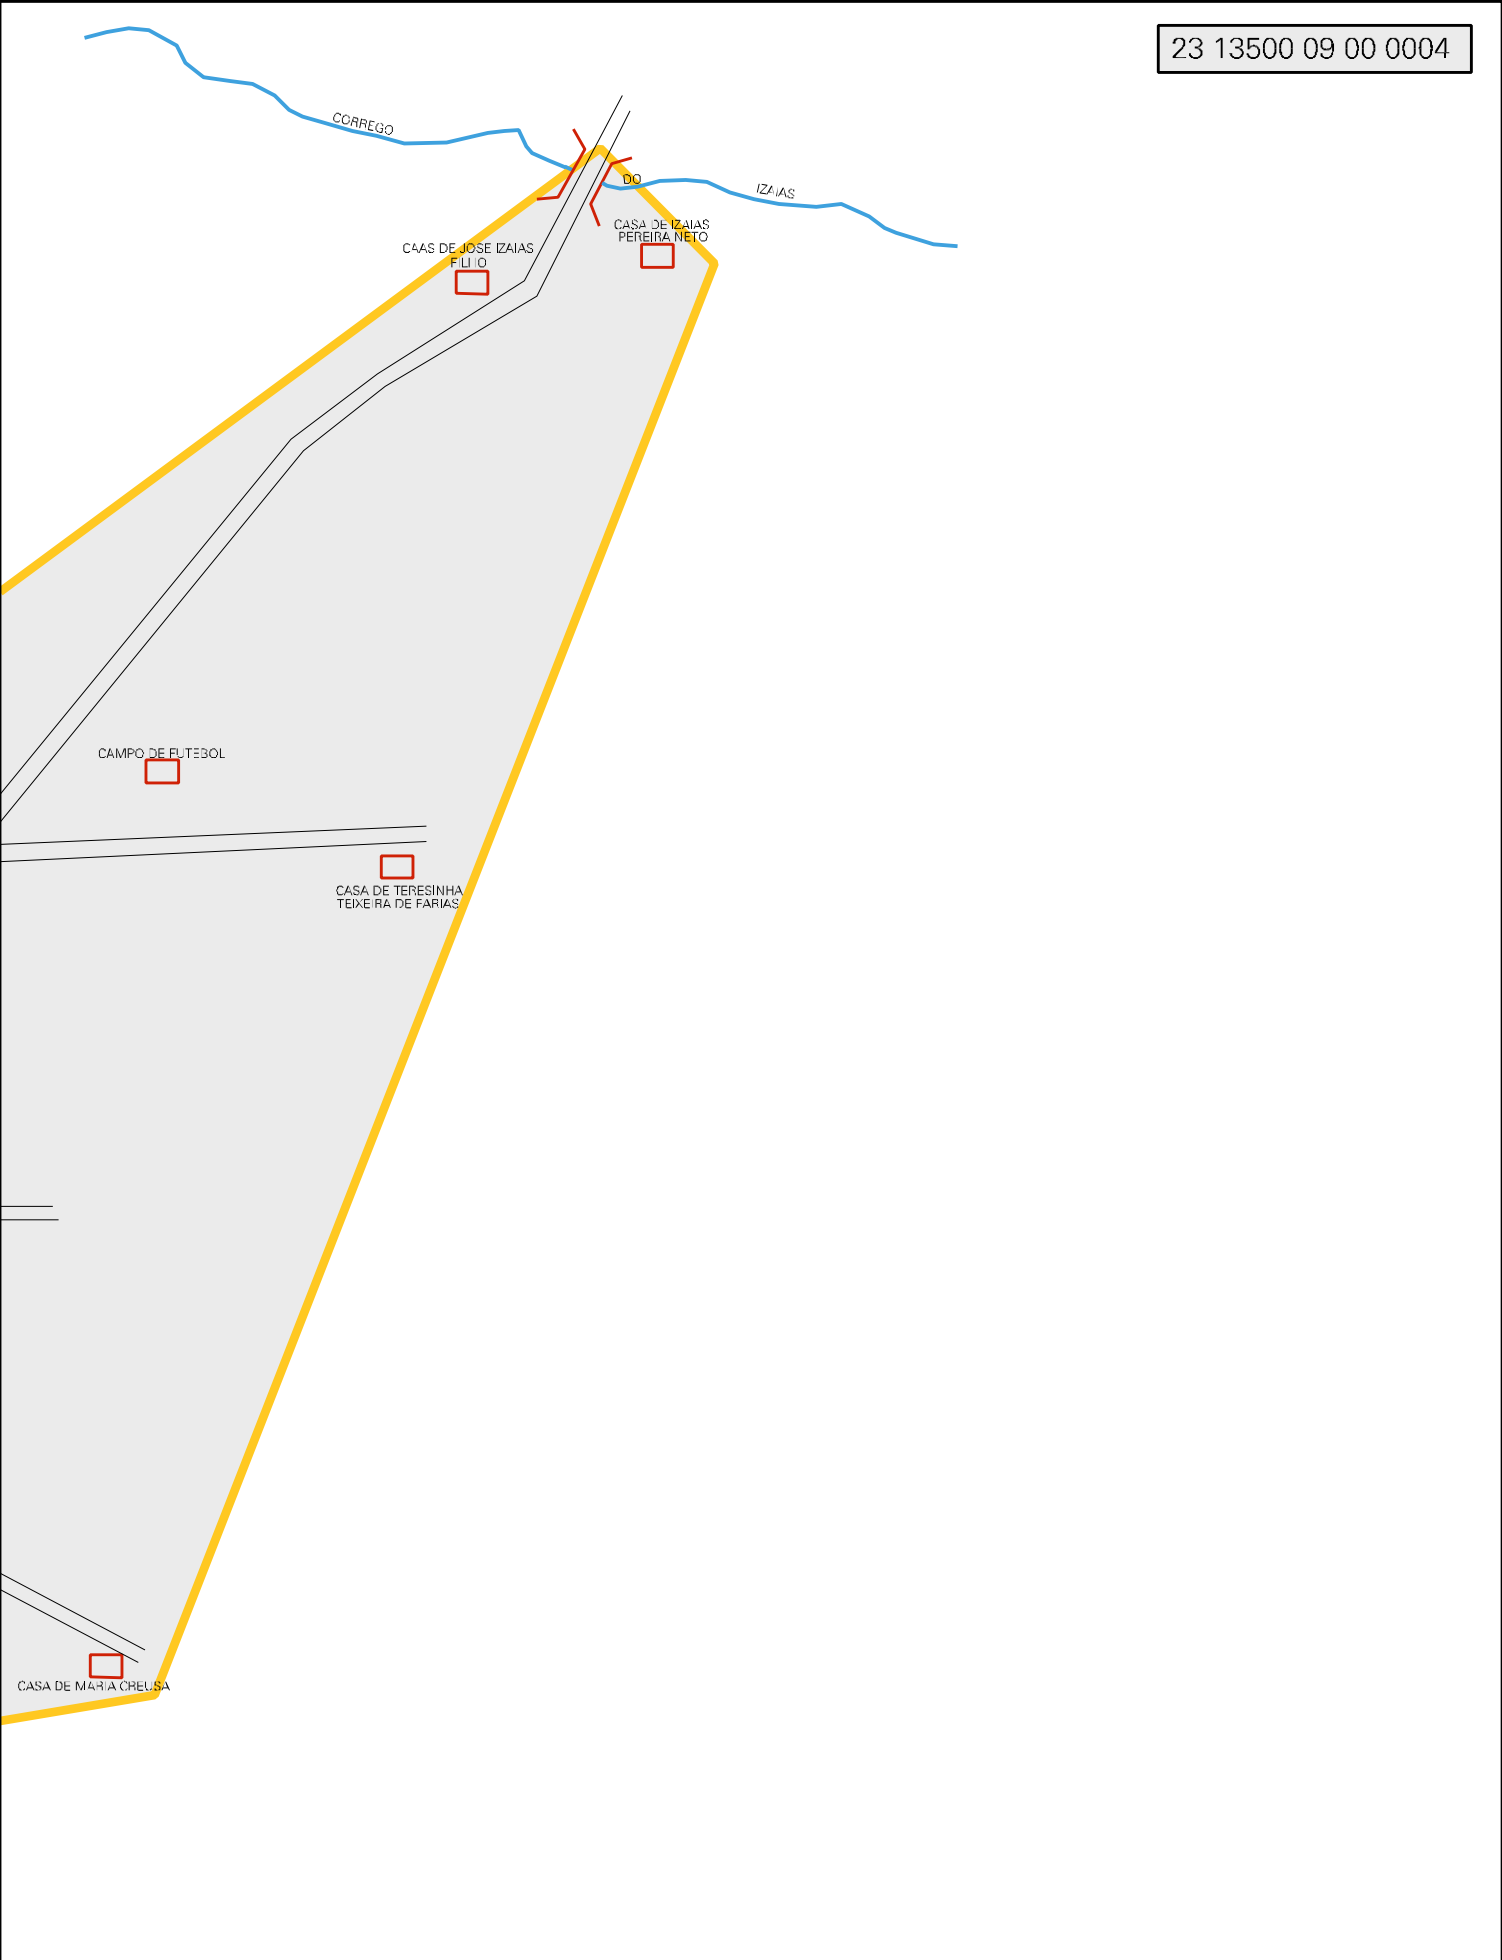 23 13500 09 00 0004
CORREGO
DO
IZAIAS
CASA DE IZAIAS
PEREIRA NETO
CAAS DE JOSE IZAIAS
FILHO
CAMPO DE FUTEBOL
CASA DE TERESINHA
TEIXEIRA DE FARIAS
CASA DE MARIA CREUSA